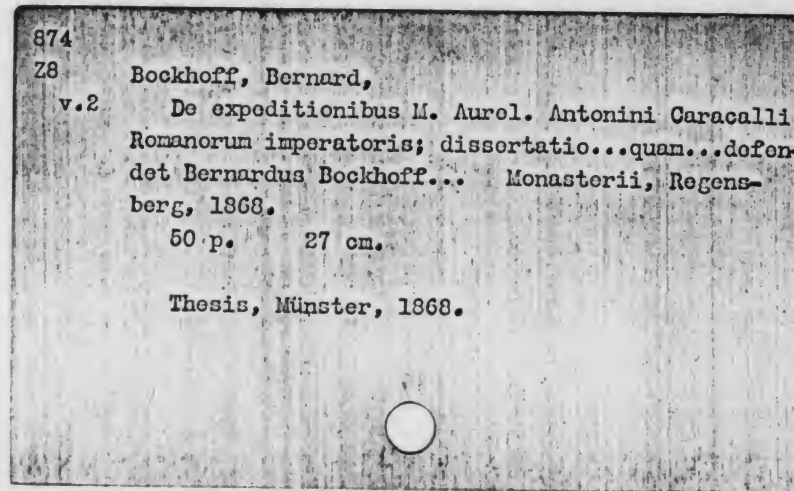 874
Z8 Bockhoff, Bernard,
v.2 De expeditionibus M. Aurel. Antonini Caracalli
Romanorum imperatoris; dissertatio...quam...defen-
det Bernardus Bockhoff... Monasterii, Regens-
berg, 1868.
50 p. 27 cm.
Thesis, Münster, 1868.